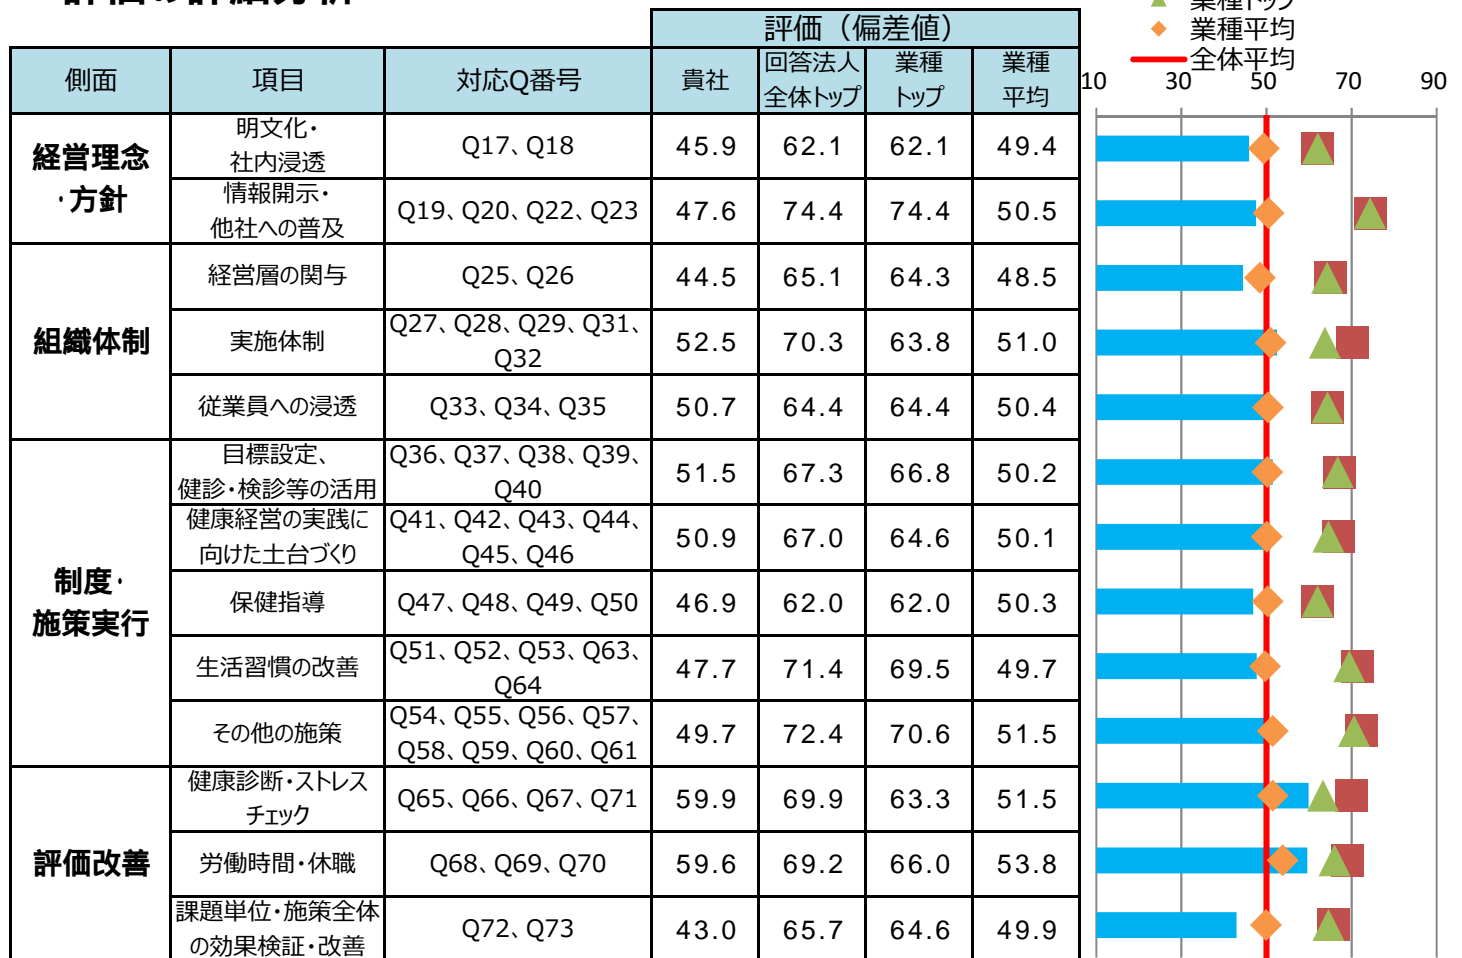 評価の詳細分析
業種トップ
業種平均
全体平均
評価（偏差値）
側面 項目 対応Q番号 貴社 回答法人全体トップ 業種トップ 業種平均
10 30 50 70 90
経営理念・方針
明文化・社内浸透 Q17、Q18 45.9 62.1 62.1 49.4
情報開示・他社への普及 Q19、Q20、Q22、Q23 47.6 74.4 74.4 50.5
組織体制
経営層の関与 Q25、Q26 44.5 65.1 64.3 48.5
実施体制 Q27、Q28、Q29、Q31、Q32 52.5 70.3 63.8 51.0
従業員への浸透 Q33、Q34、Q35 50.7 64.4 64.4 50.4
制度・施策実行
目標設定、健診・検診等の活用 Q36、Q37、Q38、Q39、Q40 51.5 67.3 66.8 50.2
健康経営の実践に向けた土台づくり Q41、Q42、Q43、Q44、Q45、Q46 50.9 67.0 64.6 50.1
保健指導 Q47、Q48、Q49、Q50 46.9 62.0 62.0 50.3
生活習慣の改善 Q51、Q52、Q53、Q63、Q64 47.7 71.4 69.5 49.7
その他の施策 Q54、Q55、Q56、Q57、Q58、Q59、Q60、Q61 49.7 72.4 70.6 51.5
評価改善
健康診断・ストレスチェック Q65、Q66、Q67、Q71 59.9 69.9 63.3 51.5
労働時間・休職 Q68、Q69、Q70 59.6 69.2 66.0 53.8
課題単位・施策全体の効果検証・改善 Q72、Q73 43.0 65.7 64.6 49.9